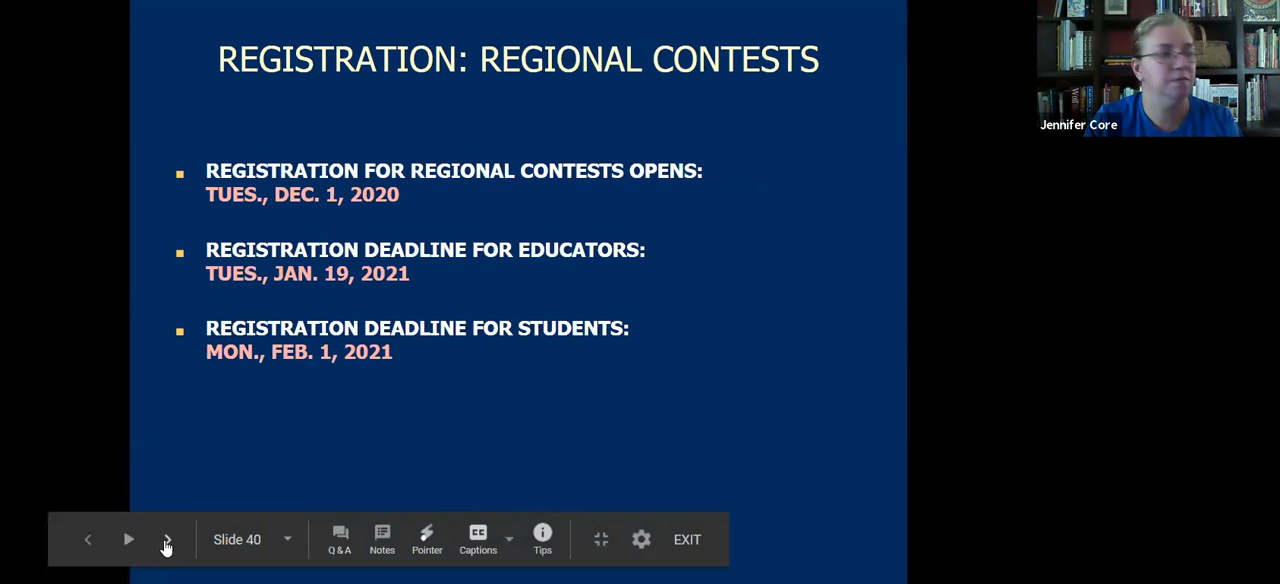 REGISTRATION: REGIONAL CONTESTS
Jennifer Core
REGISTRATION FOR REGIONAL CONTESTS OPENS:
TUES., DEC. 1, 2020
REGISTRATION DEADLINE FOR EDUCATORS:
TUES., JAN. 19, 2021
REGISTRATION DEADLINE FOR STUDENTS:
MON., FEB. 1, 2021
Slide 40
Q & A
Notes
Pointer
CC
Captions
Tips
EXIT